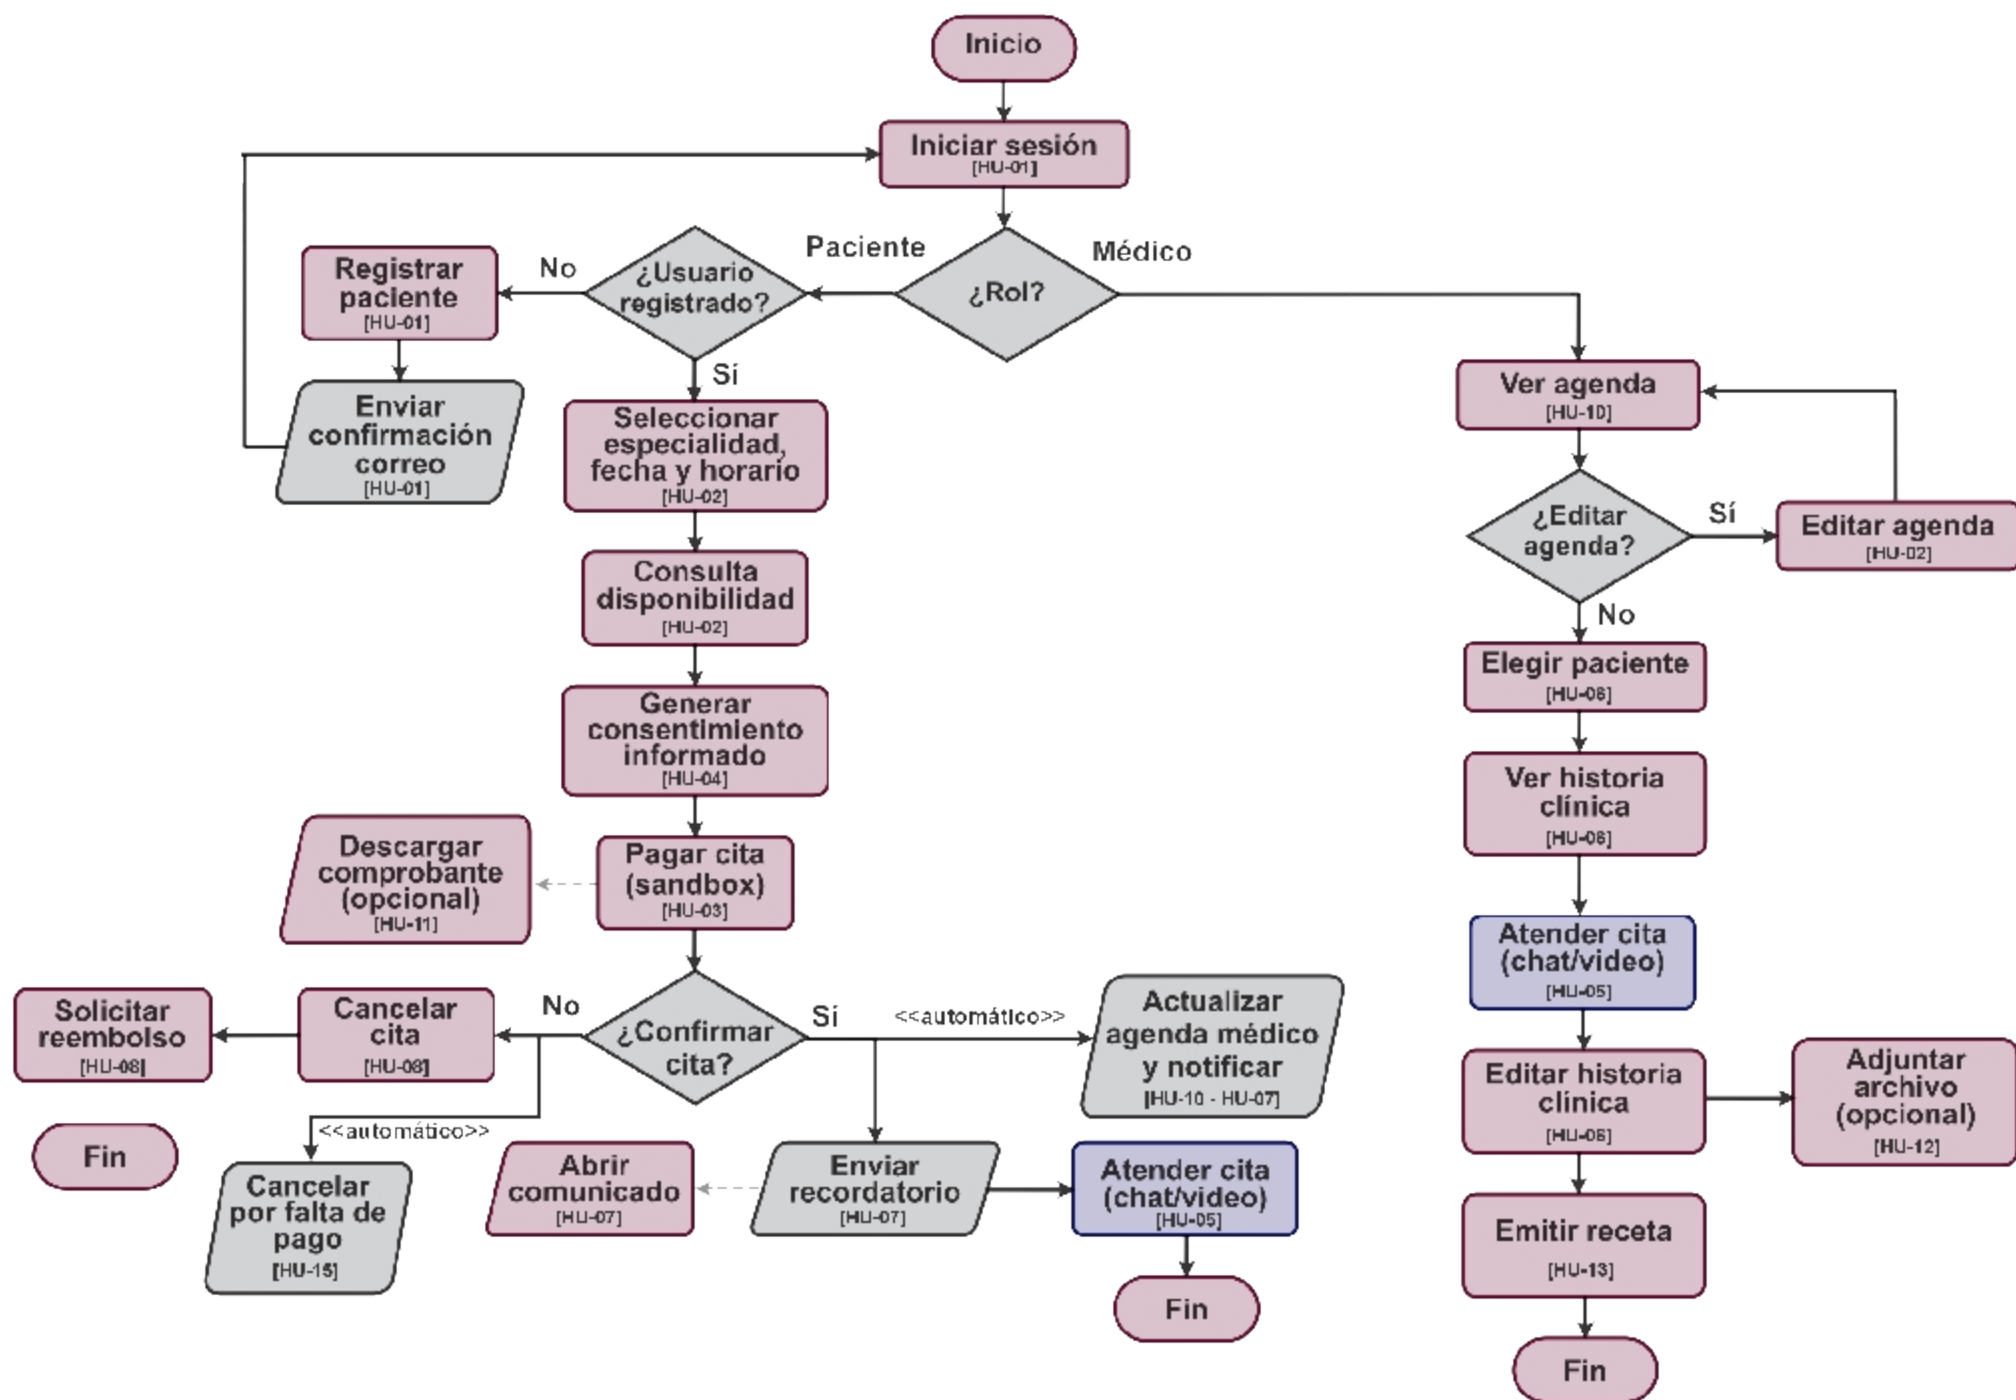 Inicio
Iniciar sesión
[HU-01]
Paciente
Médico
¿Rol?
No
¿Usuario
registrado?
Sí
Registrar
paciente
[HU-01]
Enviar
confirmación
correo
[HU-01]
Seleccionar
especialidad,
fecha y horario
[HU-02]
Consulta
disponibilidad
[HU-02]
Generar
consentimiento
informado
[HU-04]
Pagar cita
(sandbox)
[HU-03]
Descargar
comprobante
(opcional)
[HU-11]
¿Confirmar
cita?
No
Cancelar
cita
[HU-08]
Solicitar
reembolso
[HU-08]
Fin
<<automático>>
Cancelar
por falta de
pago
[HU-15]
Sí
<<automático>>
Actualizar
agenda médico
y notificar
[HU-10 - HU-07]
Enviar
recordatorio
[HU-07]
Abrir
comunicado
[HU-07]
Atender cita
(chat/video)
[HU-05]
Fin
Ver agenda
[HU-10]
¿Editar
agenda?
Sí
Editar agenda
[HU-02]
No
Elegir paciente
[HU-06]
Ver historia
clínica
[HU-06]
Atender cita
(chat/video)
[HU-05]
Editar historia
clínica
[HU-06]
Adjuntar
archivo
(opcional)
[HU-12]
Emitir receta
[HU-13]
Fin